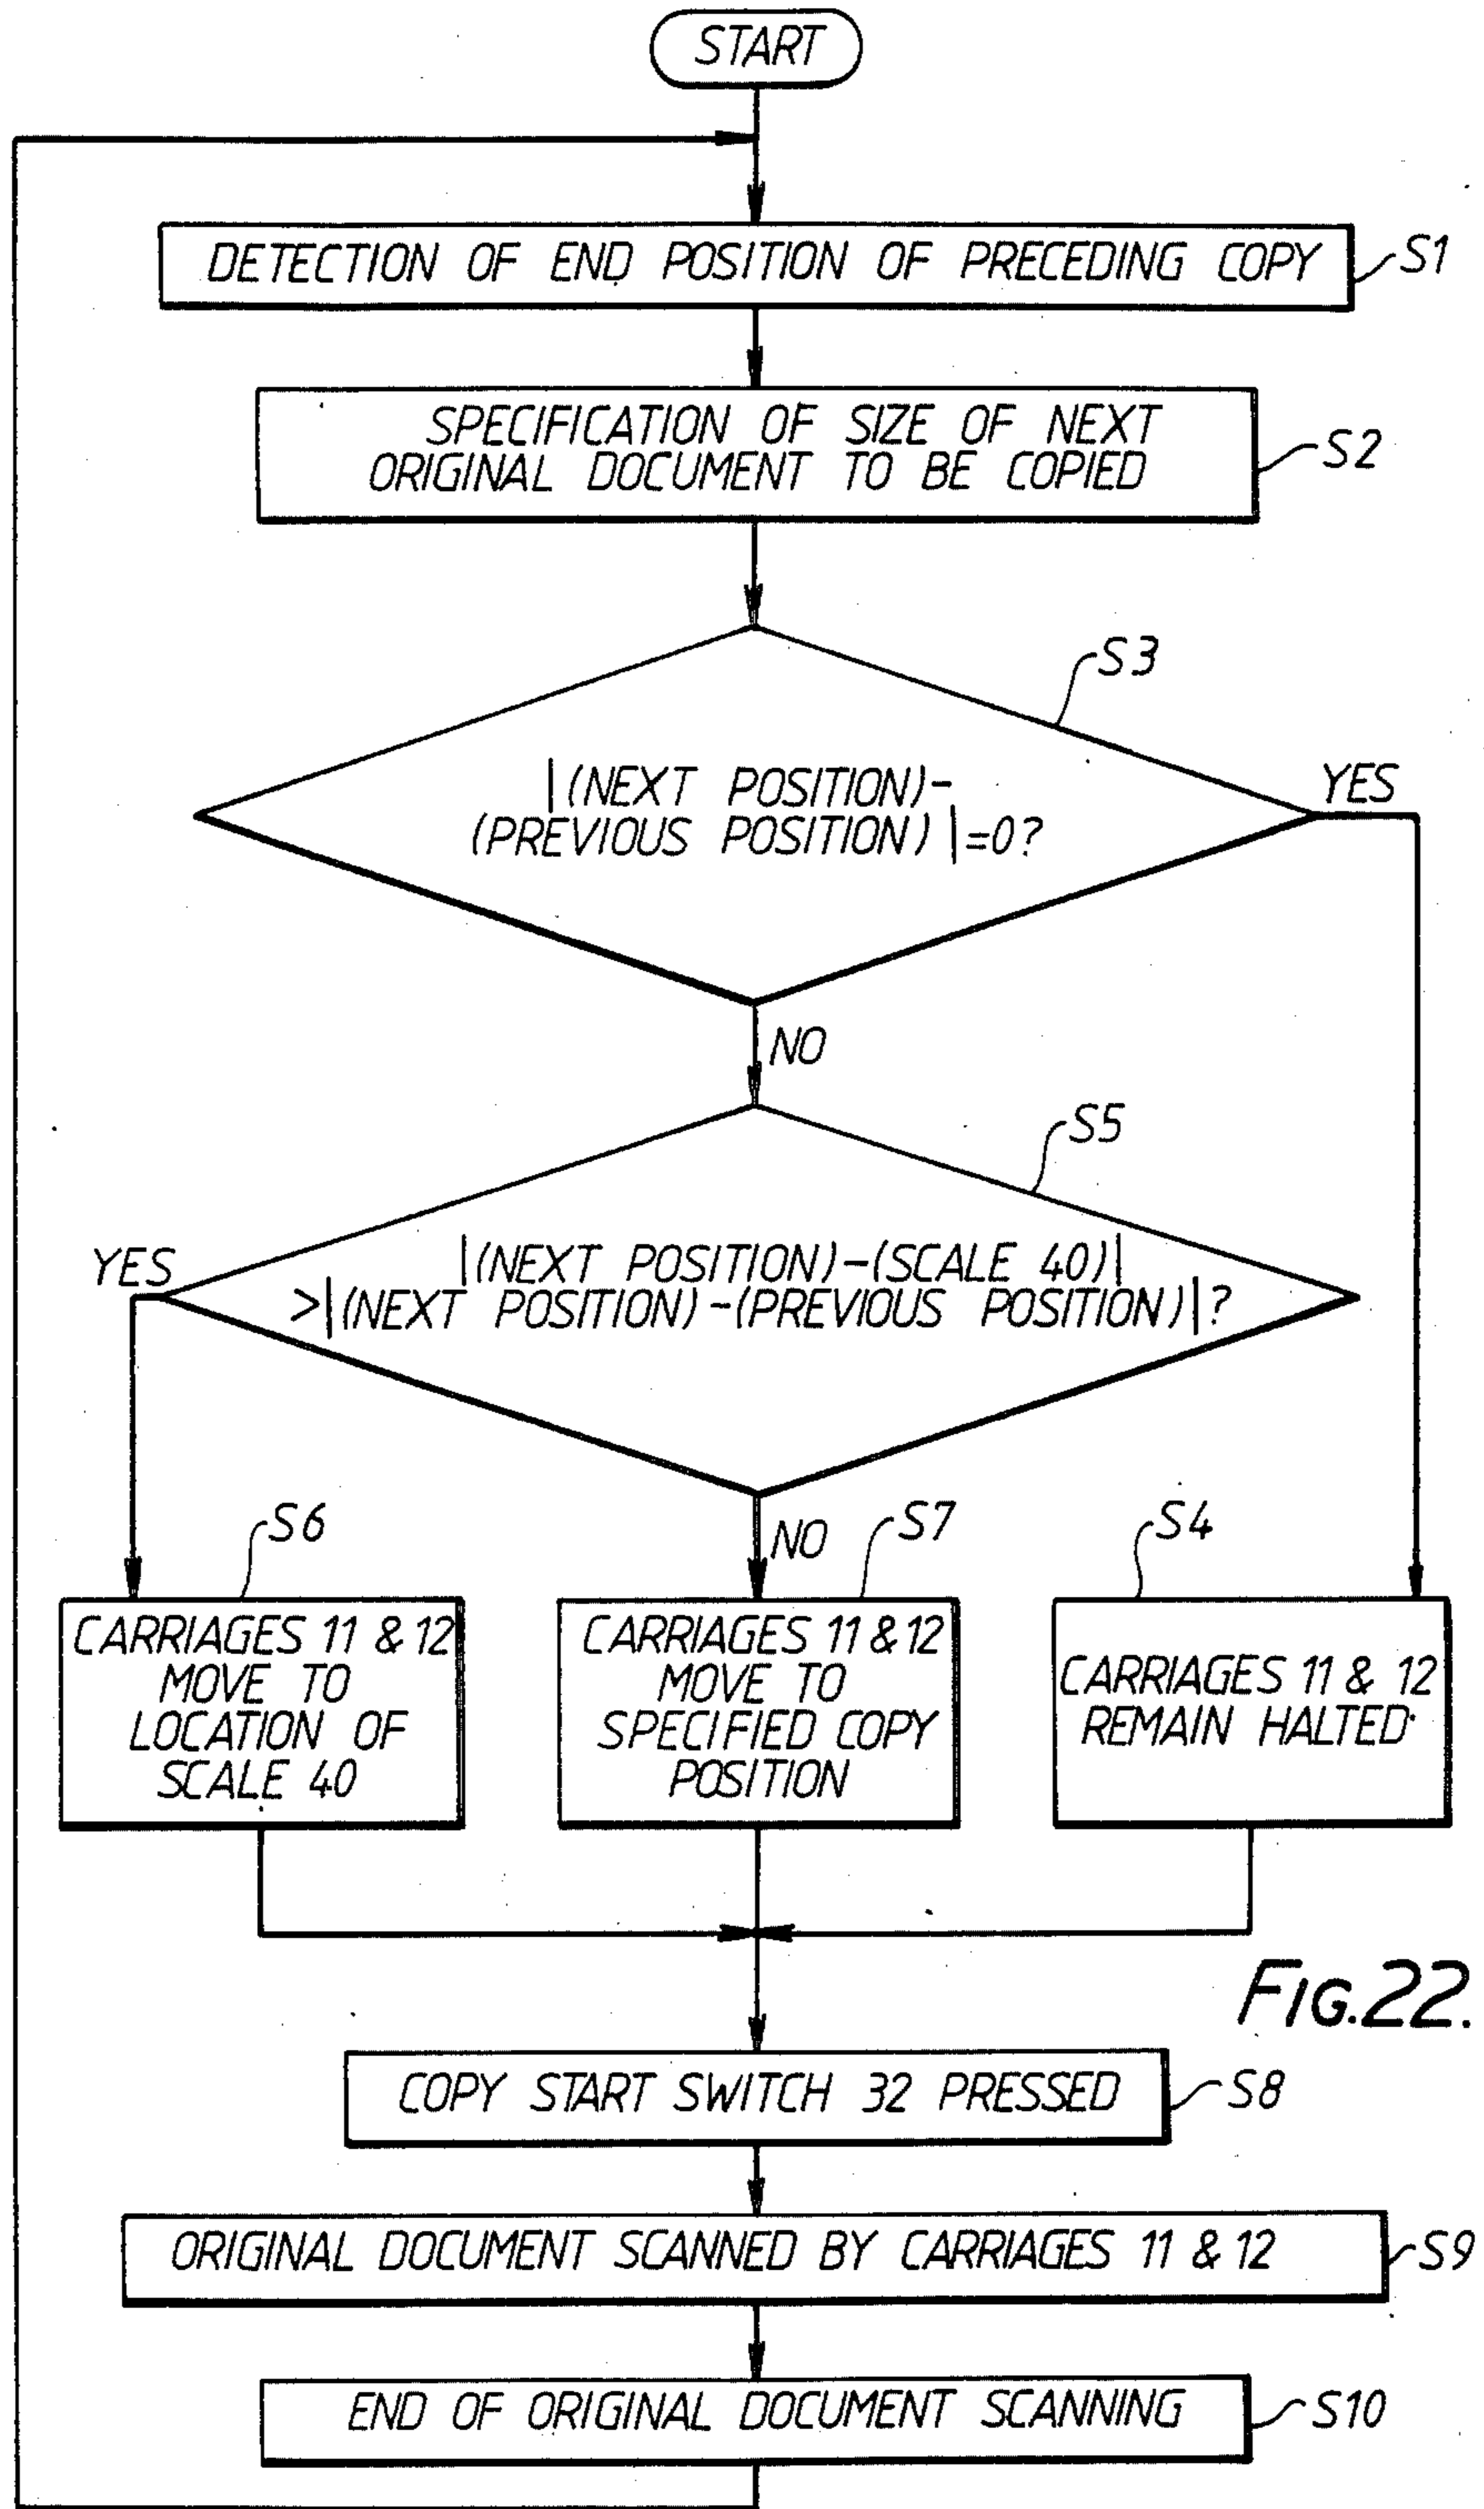 START
DETECTION OF END POSITION OF PRECEDING COPY
S1
SPECIFICATION OF SIZE OF NEXT
ORIGINAL DOCUMENT TO BE COPIED
S2
S3
|(NEXT POSITION)-
(PREVIOUS POSITION)|=0?
YES
NO
S5
|(NEXT POSITION)-(SCALE 40)|
>|(NEXT POSITION)-(PREVIOUS POSITION)|?
YES
NO
S6
CARRIAGES 11 & 12
MOVE TO
LOCATION OF
SCALE 40
S7
CARRIAGES 11 & 12
MOVE TO
SPECIFIED COPY
POSITION
S4
CARRIAGES 11 & 12
REMAIN HALTED
FIG.22.
COPY START SWITCH 32 PRESSED
S8
ORIGINAL DOCUMENT SCANNED BY CARRIAGES 11 & 12
S9
END OF ORIGINAL DOCUMENT SCANNING
S10